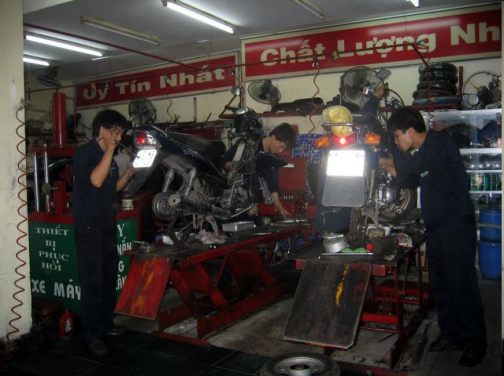 Uy Tín Nhất
Chất Lượng Nh
THIẾT
BỊ
PHỤC
HỒI
XE MÁY